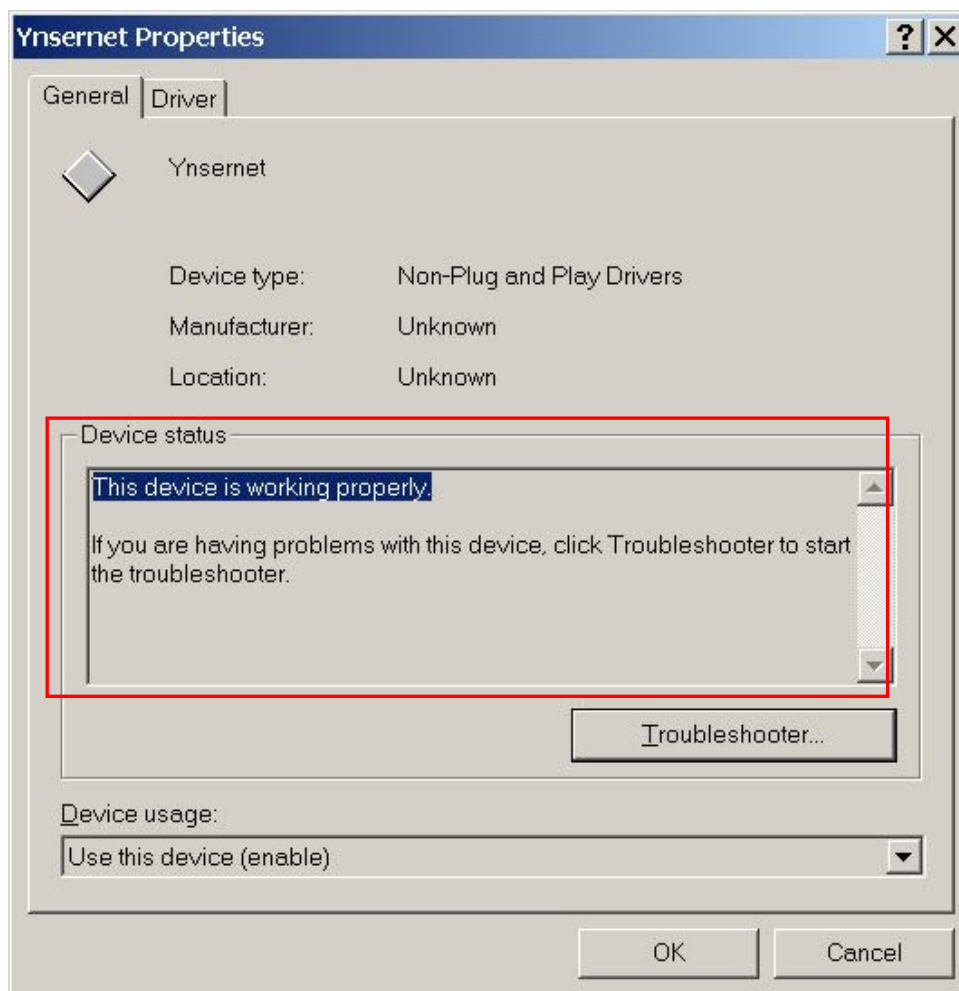 Ynsernet Properties
General Driver
Ynsernet
Device type: Non-Plug and Play Drivers
Manufacturer: Unknown
Location: Unknown
Device status
This device is working properly.
If you are having problems with this device, click Troubleshooter to start
the troubleshooter.
Troubleshooter...
Device usage:
Use this device (enable)
OK Cancel